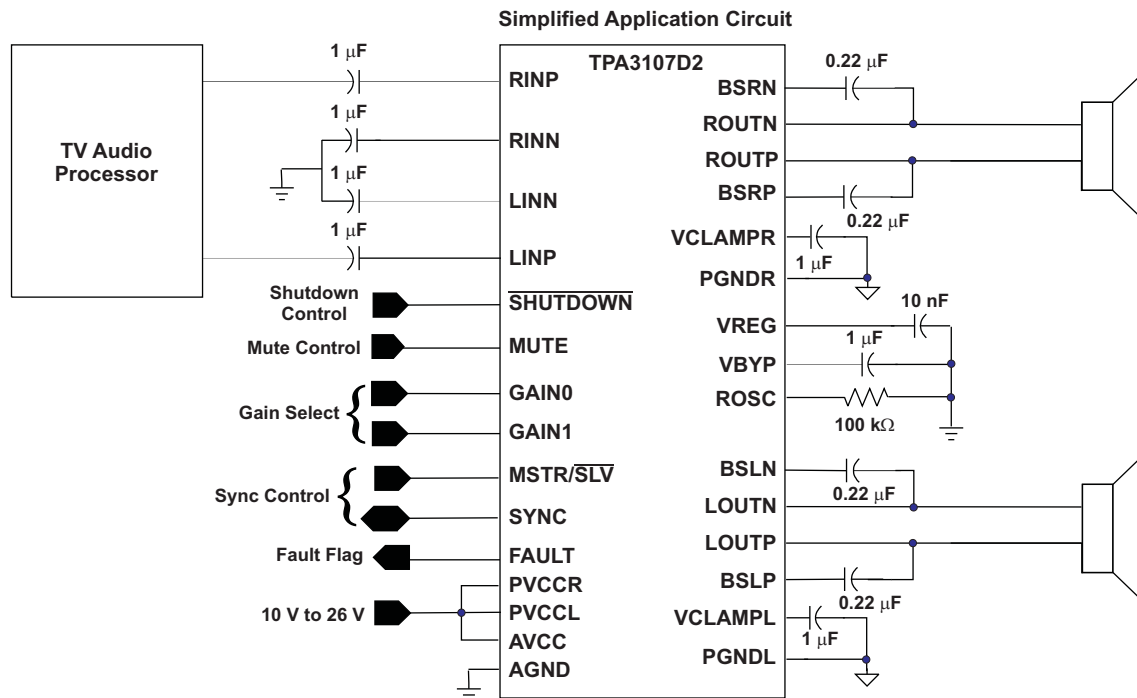 Simplified Application Circuit
TV Audio
Processor
1 μF
1 μF
1 μF
1 μF
TPA3107D2
RINP
RINN
LINN
LINP
SHUTDOWN
MUTE
GAIN0
GAIN1
MSTR/SLV
SYNC
FAULT
PVCCR
PVCCL
AVCC
AGND
Shutdown
Control
Mute Control
Gain Select
Sync Control
Fault Flag
10 V to 26 V
BSRN
ROUTN
ROUTP
BSRP
VCLAMPR
PGNDR
VREG
VBYP
ROSC
BSLN
LOUTN
LOUTP
BSLP
VCLAMPL
PGNDL
0.22 μF
0.22 μF
1 μF
10 nF
1 μF
100 kΩ
0.22 μF
0.22 μF
1 μF